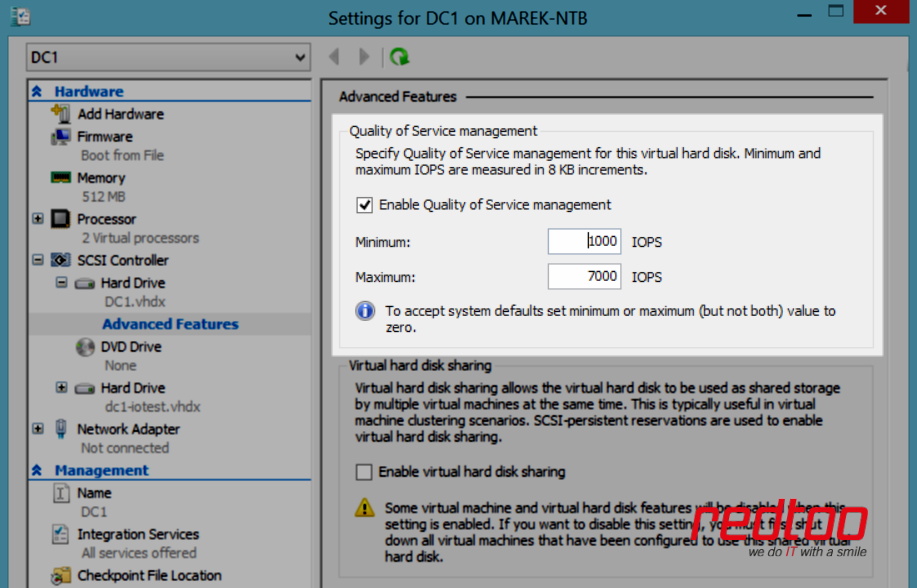 Settings for DC1 on MAREK-NTB
DC1
Hardware
Add Hardware
Firmware
Boot from File
Memory
512 MB
Processor
2 Virtual processors
SCSI Controller
Hard Drive
DC1.vhdx
Advanced Features
DVD Drive
None
Hard Drive
dc1-iotest.vhdx
Network Adapter
Not connected
Management
Name
DC1
Integration Services
All services offered
Checkpoint File Location
Advanced Features
Quality of Service management
Specify Quality of Service management for this virtual hard disk. Minimum and
maximum IOPS are measured in 8 KB increments.
Enable Quality of Service management
Minimum: 1000 IOPS
Maximum: 7000 IOPS
To accept system defaults set minimum or maximum (but not both) value to
zero.
Virtual hard disk sharing
Virtual hard disk sharing allows the virtual hard disk to be used as shared storage
by multiple virtual machines at the same time. This is typically useful in virtual
machine clustering scenarios. SCSI-persistent reservations are used to enable
virtual hard disk sharing.
Enable virtual hard disk sharing
Some virtual machine and virtual hard disk features will be disabled when this
setting is enabled. If you want to disable this setting, you must first shut
down all virtual machines that have been configured to use this shared virtual
hard disk.
redtoo
we do IT with a smile